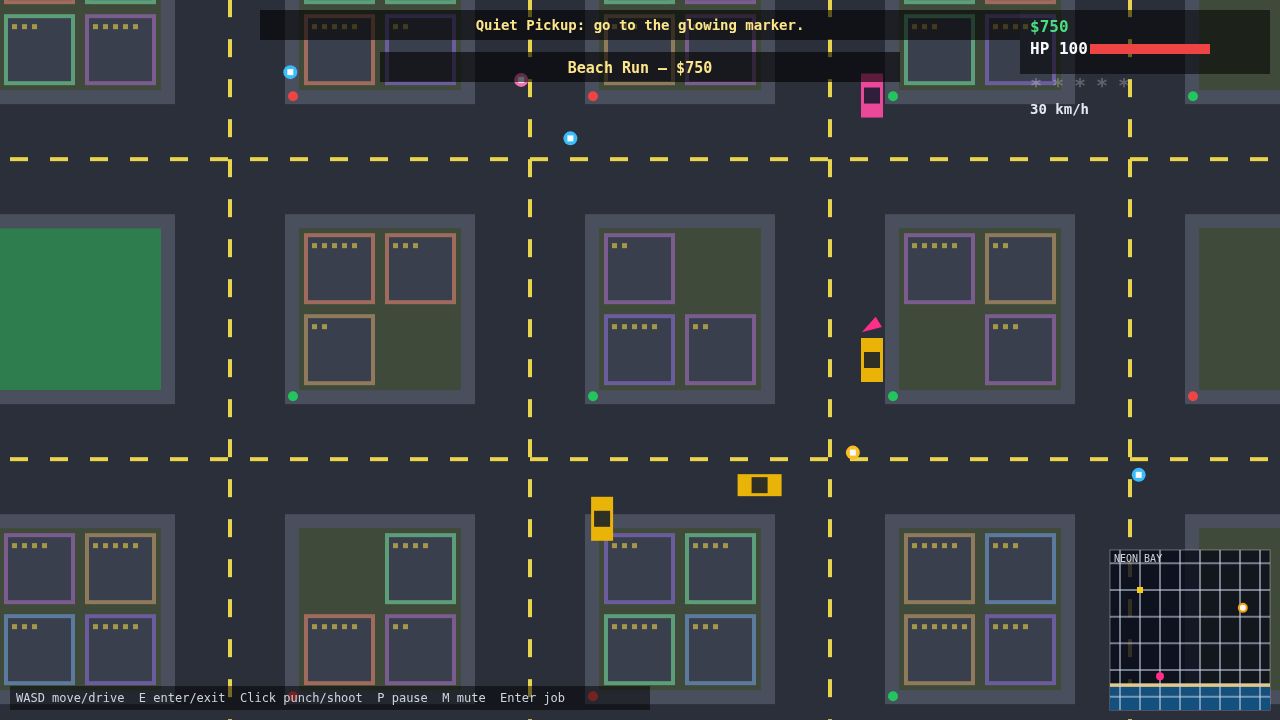 Quiet Pickup: go to the glowing marker.
$750
HP 100
Beach Run — $750
* * * * *
30 km/h
NEON BAY
WASD move/drive E enter/exit Click punch/shoot P pause M mute Enter job